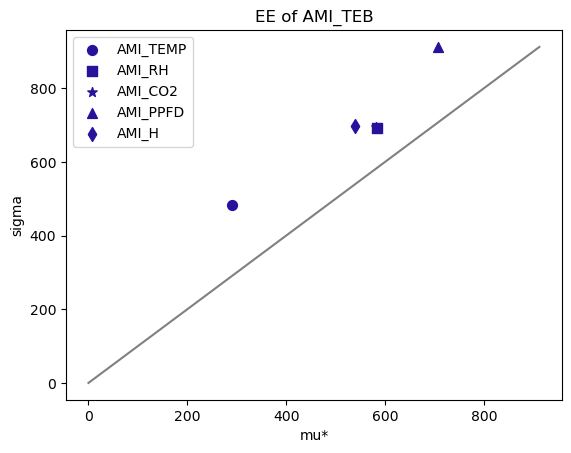 EE of AMI_TEB
AMI_TEMP
AMI_RH
AMI_CO2
AMI_PPFD
AMI_H
800
600
400
200
0
sigma
0 200 400 600 800
mu*